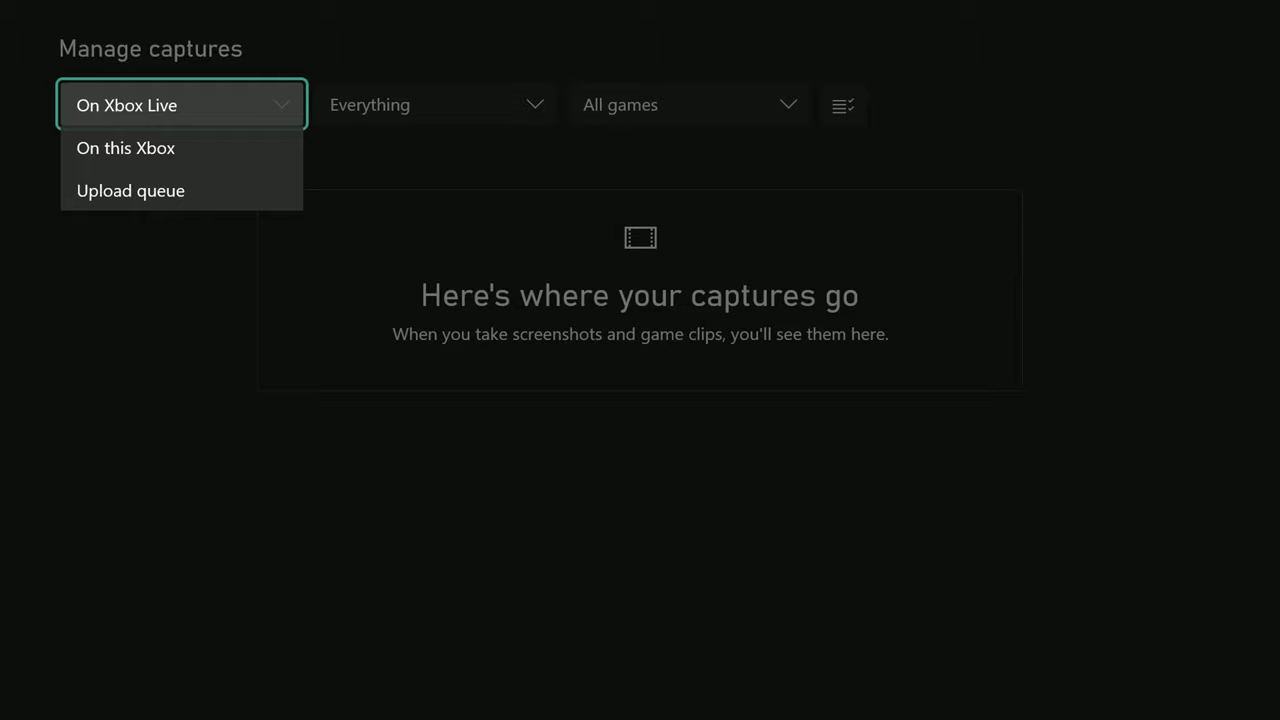 Manage captures
On Xbox Live
Everything
All games
On this Xbox
Upload queue
Here's where your captures go
When you take screenshots and game clips, you'll see them here.